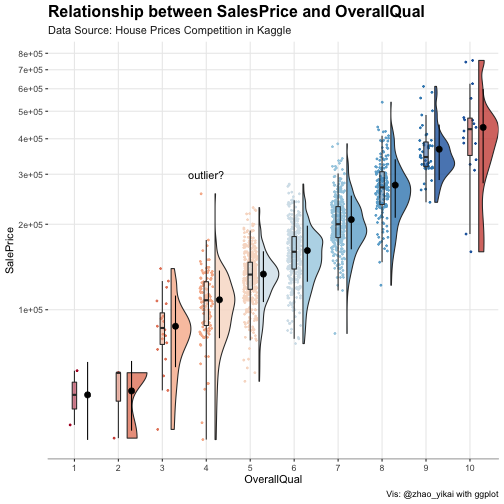 Relationship between SalesPrice and OverallQual
Data Source: House Prices Competition in Kaggle
8e+05
7e+05
6e+05
5e+05
4e+05
3e+05
2e+05
1e+05
SalePrice
outlier?
1 2 3 4 5 6 7 8 9 10
OverallQual
Vis: @zhao_yikai with ggplot